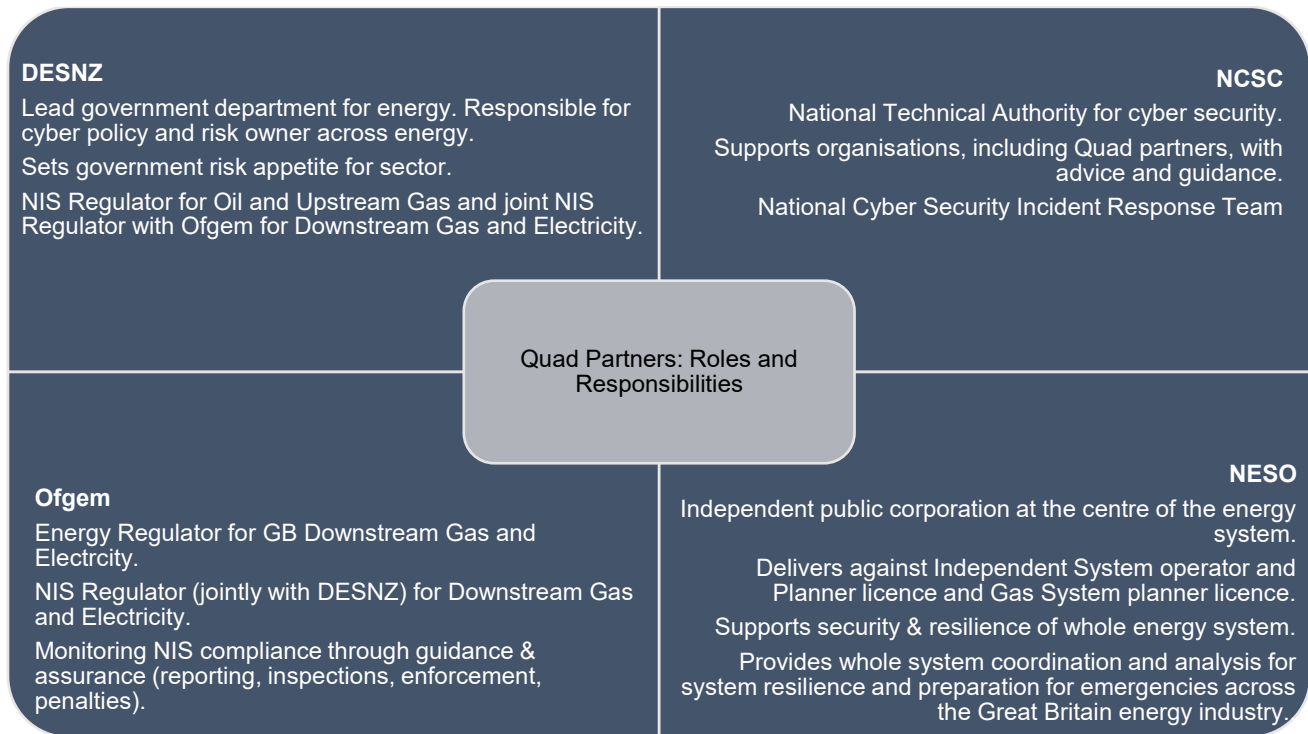 DESNZ
Lead government department for energy. Responsible for
cyber policy and risk owner across energy.
Sets government risk appetite for sector.
NIS Regulator for Oil and Upstream Gas and joint NIS
Regulator with Ofgem for Downstream Gas and Electricity.
NCSC
National Technical Authority for cyber security.
Supports organisations, including Quad partners, with
advice and guidance.
National Cyber Security Incident Response Team
Quad Partners: Roles and
Responsibilities
Ofgem
Energy Regulator for GB Downstream Gas and
Electrcity.
NIS Regulator (jointly with DESNZ) for Downstream Gas
and Electricity.
Monitoring NIS compliance through guidance &
assurance (reporting, inspections, enforcement,
penalties).
NESO
Independent public corporation at the centre of the energy
system.
Delivers against Independent System operator and
Planner licence and Gas System planner licence.
Supports security & resilience of whole energy system.
Provides whole system coordination and analysis for
system resilience and preparation for emergencies across
the Great Britain energy industry.